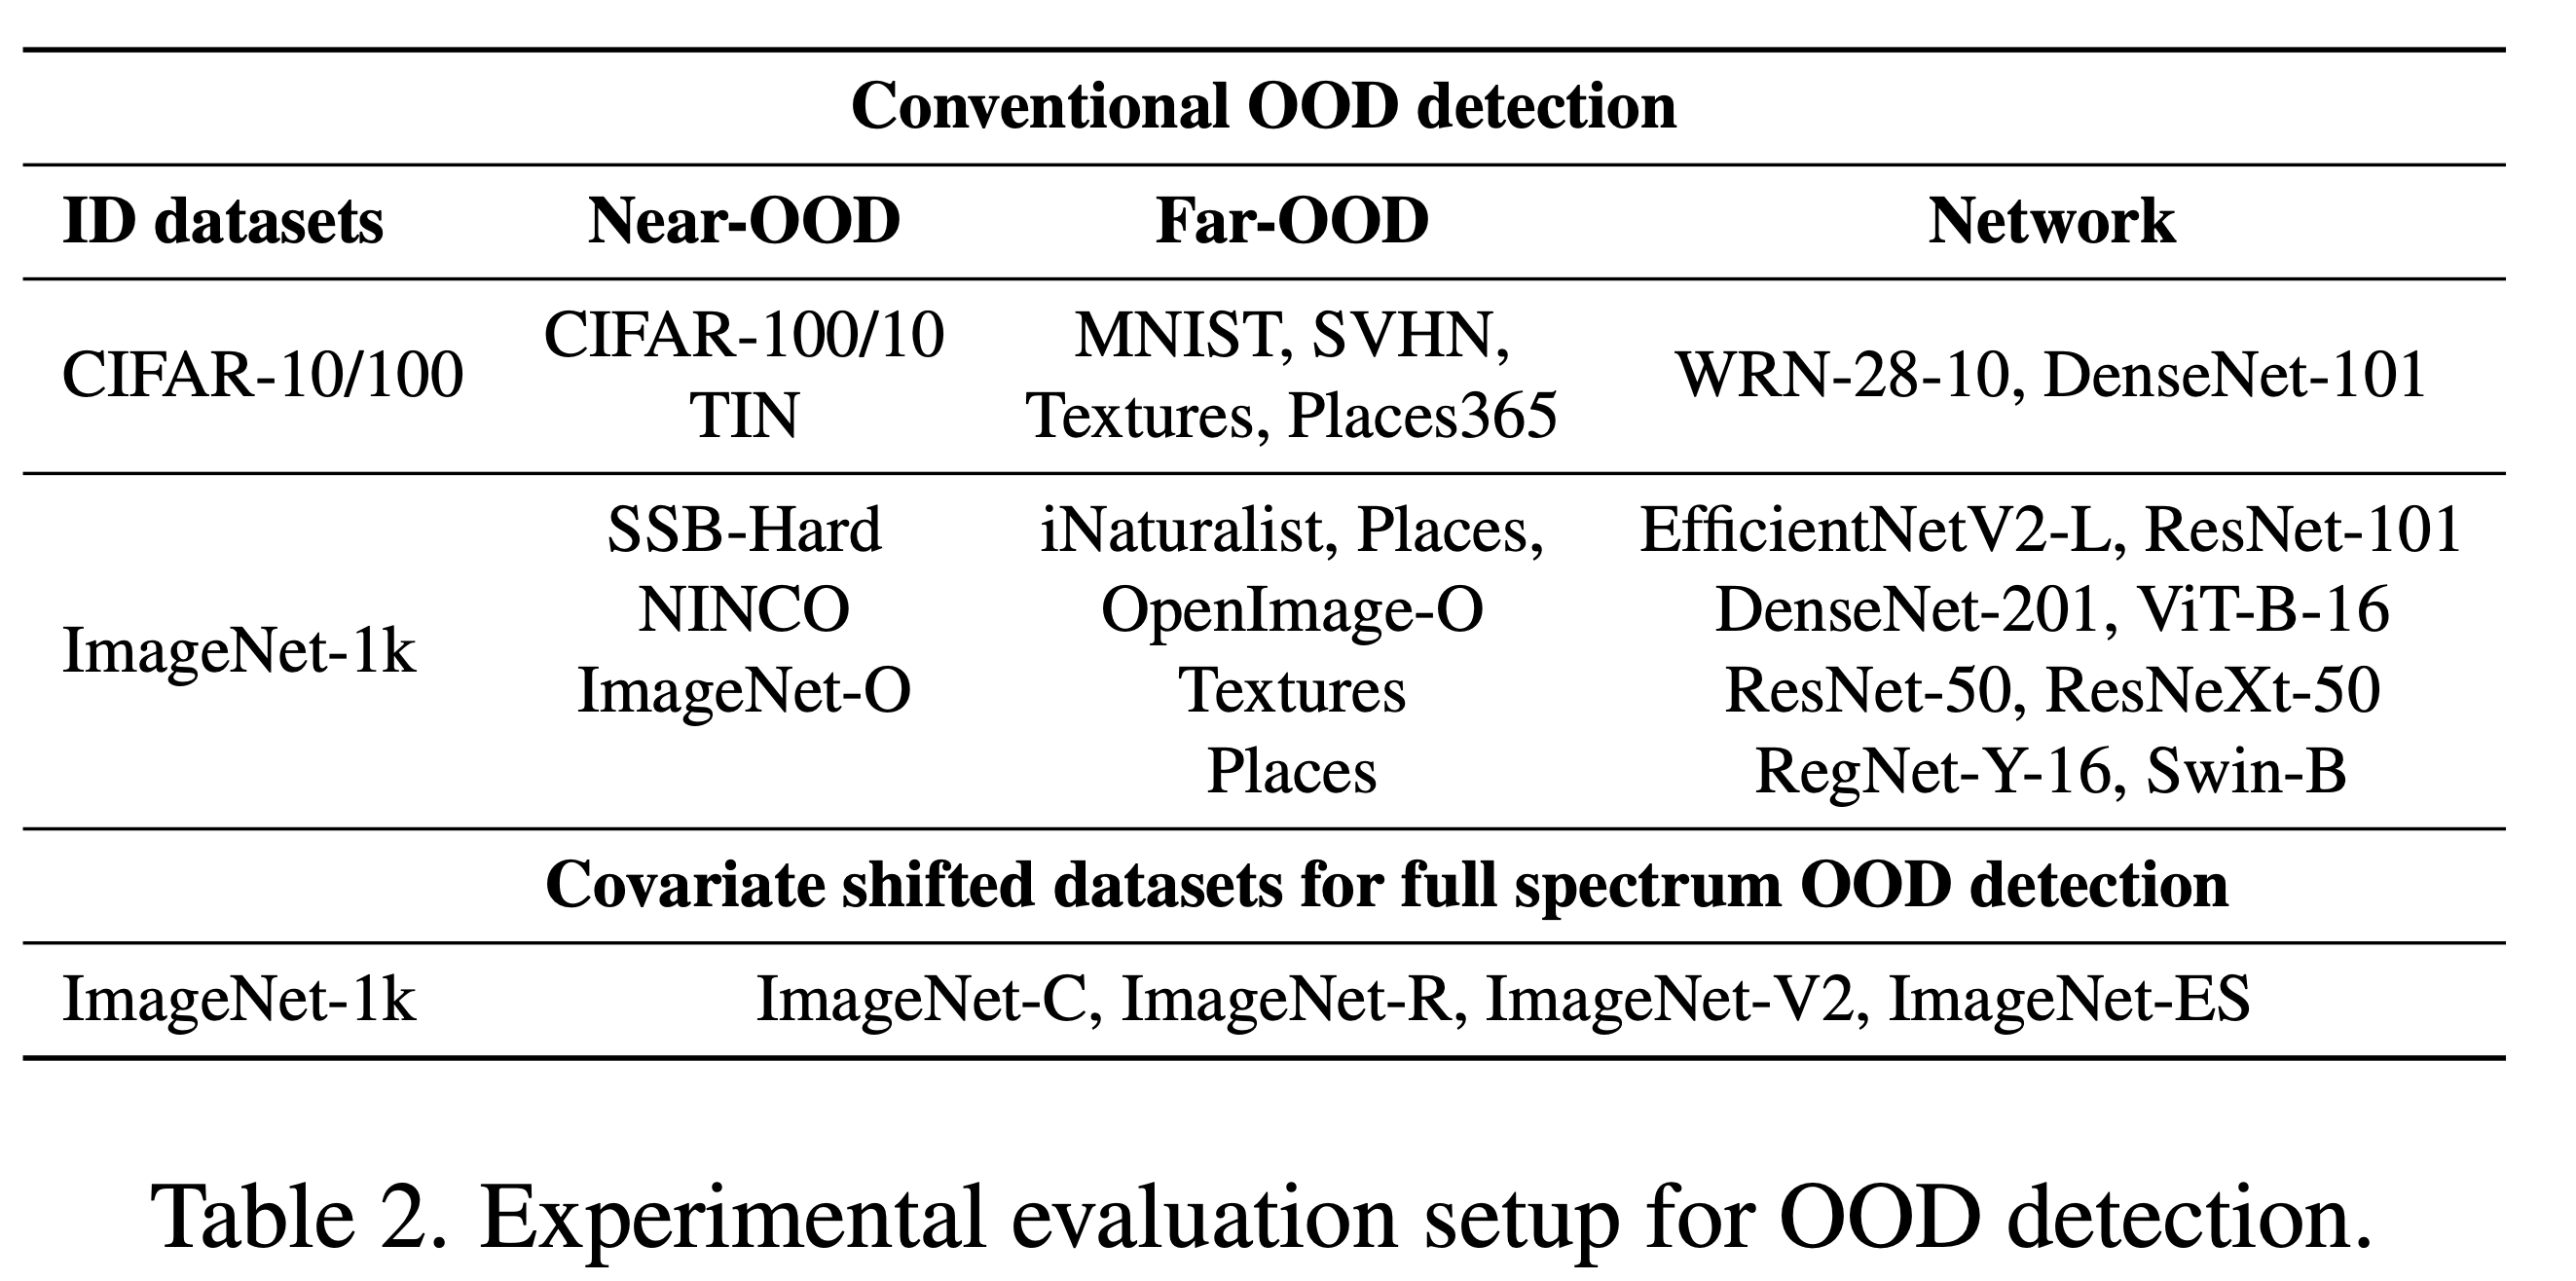 Conventional OOD detection
ID datasets Near-OOD Far-OOD Network
CIFAR-10/100
CIFAR-100/10
TIN
MNIST, SVHN,
Textures, Places365
WRN-28-10, DenseNet-101
ImageNet-1k
SSB-Hard
NINCO
ImageNet-O
iNaturalist, Places,
OpenImage-O
Textures
Places
EfficientNetV2-L, ResNet-101
DenseNet-201, ViT-B-16
ResNet-50, ResNeXt-50
RegNet-Y-16, Swin-B
Covariate shifted datasets for full spectrum OOD detection
ImageNet-1k ImageNet-C, ImageNet-R, ImageNet-V2, ImageNet-ES
Table 2. Experimental evaluation setup for OOD detection.